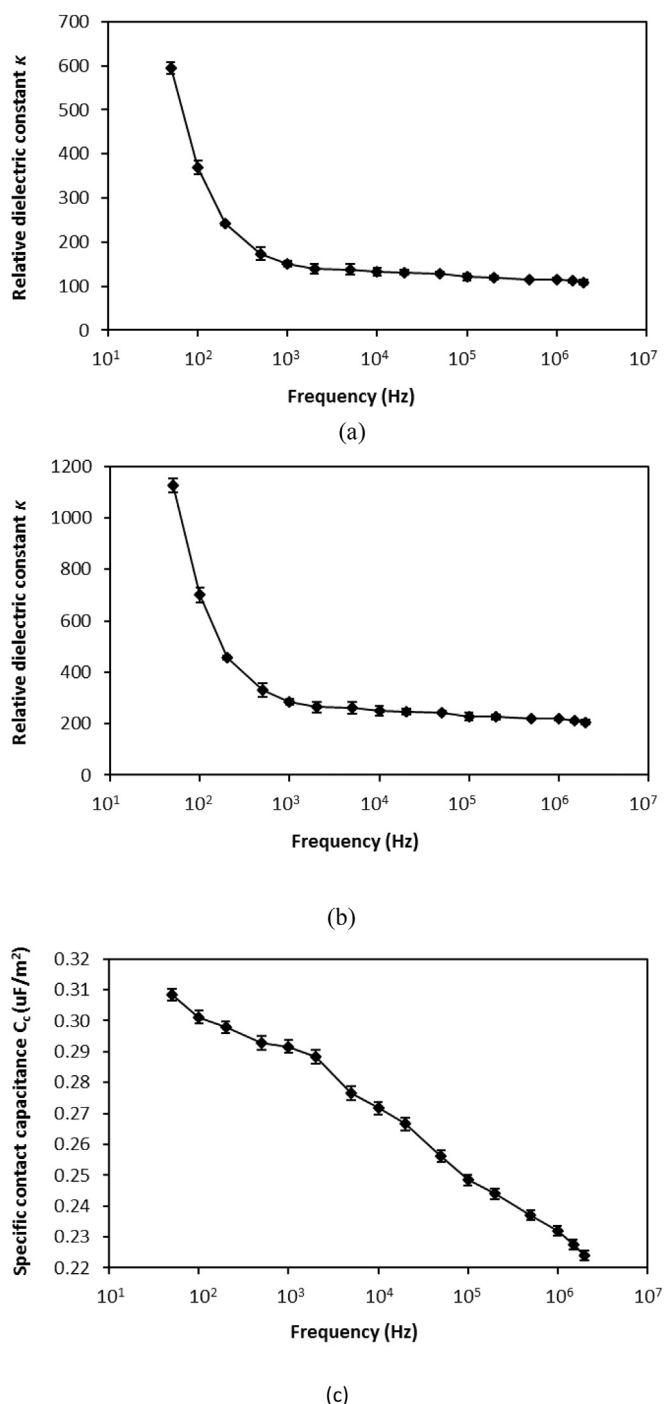 700
600
500
400
300
200
100
0
Relative dielectric constant κ
10¹ 10² 10³ 10⁴ 10⁵ 10⁶ 10⁷
Frequency (Hz)
(a)
1200
1000
800
600
400
200
0
Relative dielectric constant κ
10¹ 10² 10³ 10⁴ 10⁵ 10⁶ 10⁷
Frequency (Hz)
(b)
0.32
0.31
0.30
0.29
0.28
0.27
0.26
0.25
0.24
0.23
0.22
Specific contact capacitance C꜀ (uF/m²)
10¹ 10² 10³ 10⁴ 10⁵ 10⁶ 10⁷
Frequency (Hz)
(c)